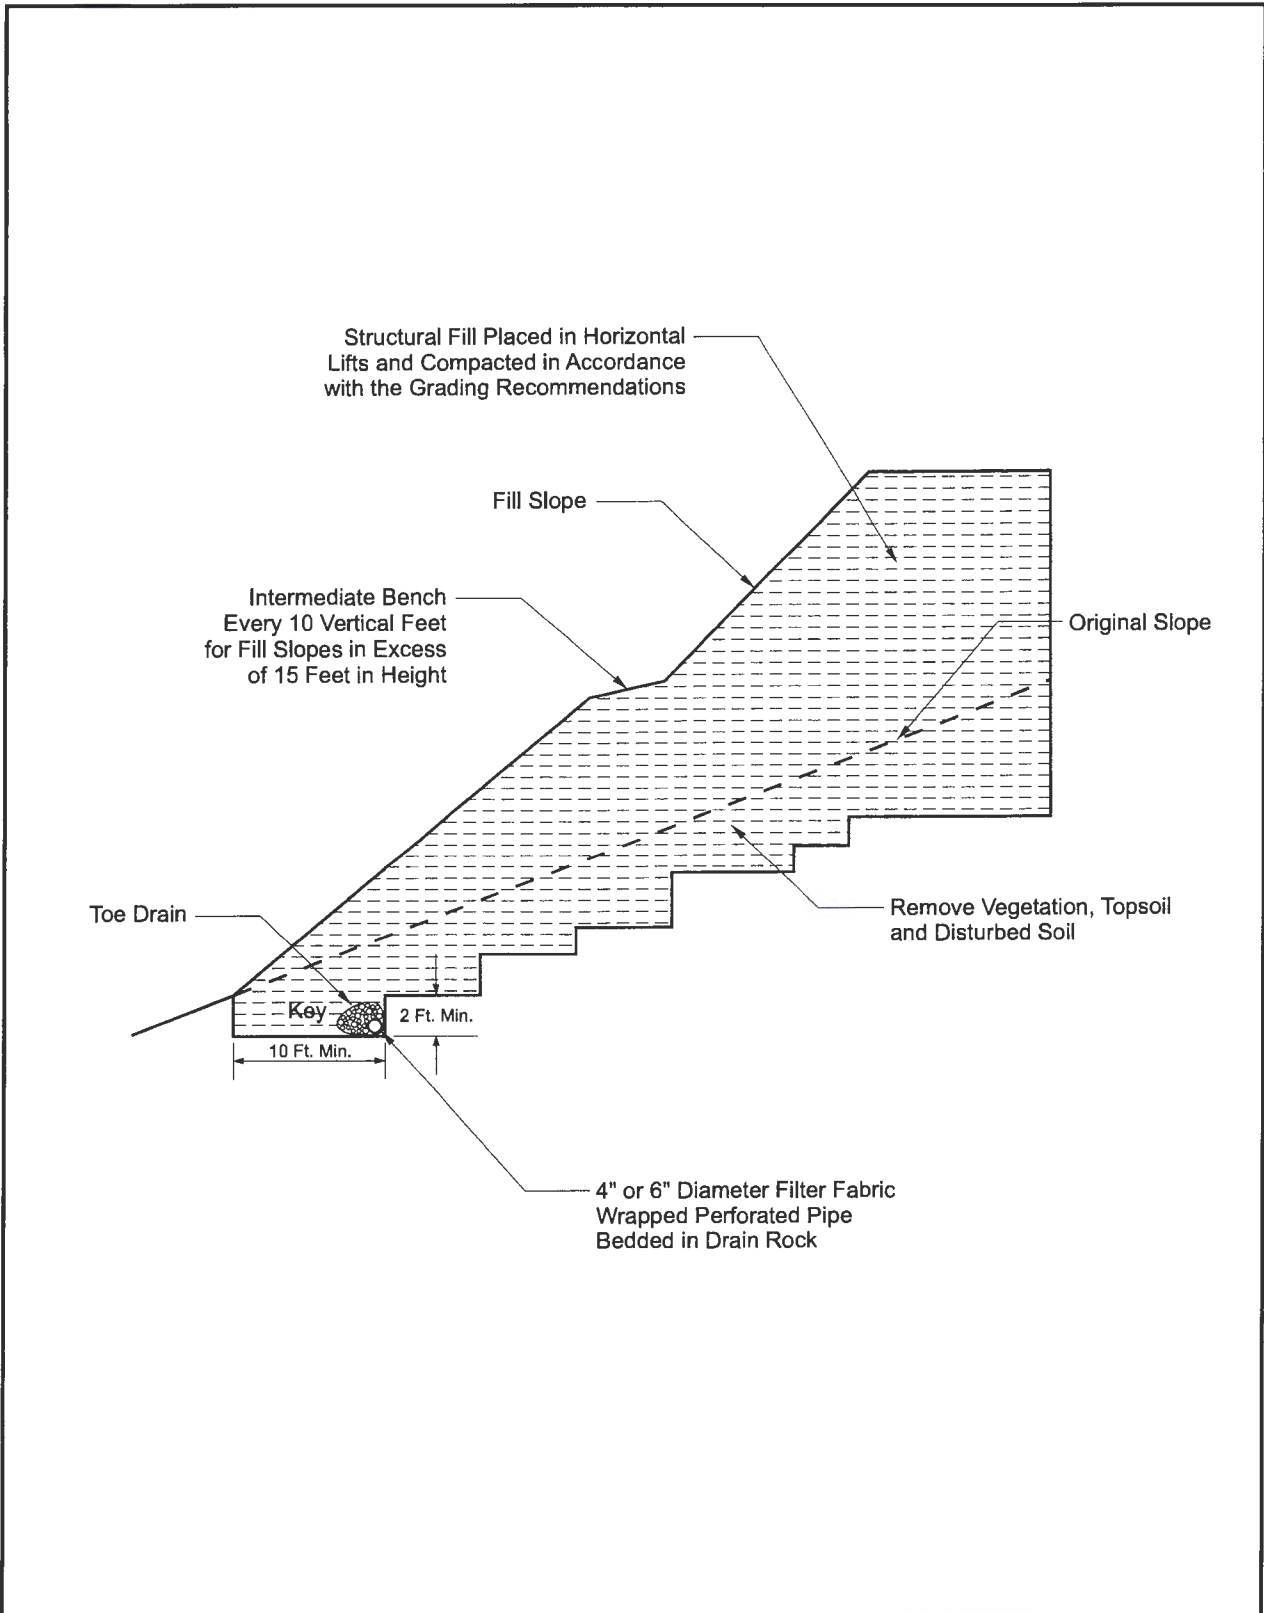 Structural Fill Placed in Horizontal
Lifts and Compacted in Accordance
with the Grading Recommendations
Fill Slope
Intermediate Bench
Every 10 Vertical Feet
for Fill Slopes in Excess
of 15 Feet in Height
Original Slope
Remove Vegetation, Topsoil
and Disturbed Soil
Toe Drain
Key
2 Ft. Min.
10 Ft. Min.
4" or 6" Diameter Filter Fabric
Wrapped Perforated Pipe
Bedded in Drain Rock